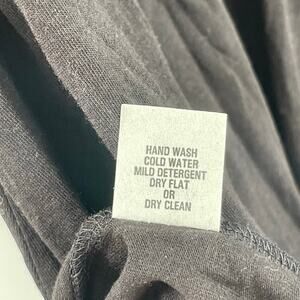 HAND WASH
COLD WATER
MILD DETERGENT
DRY FLAT
OR
DRY CLEAN